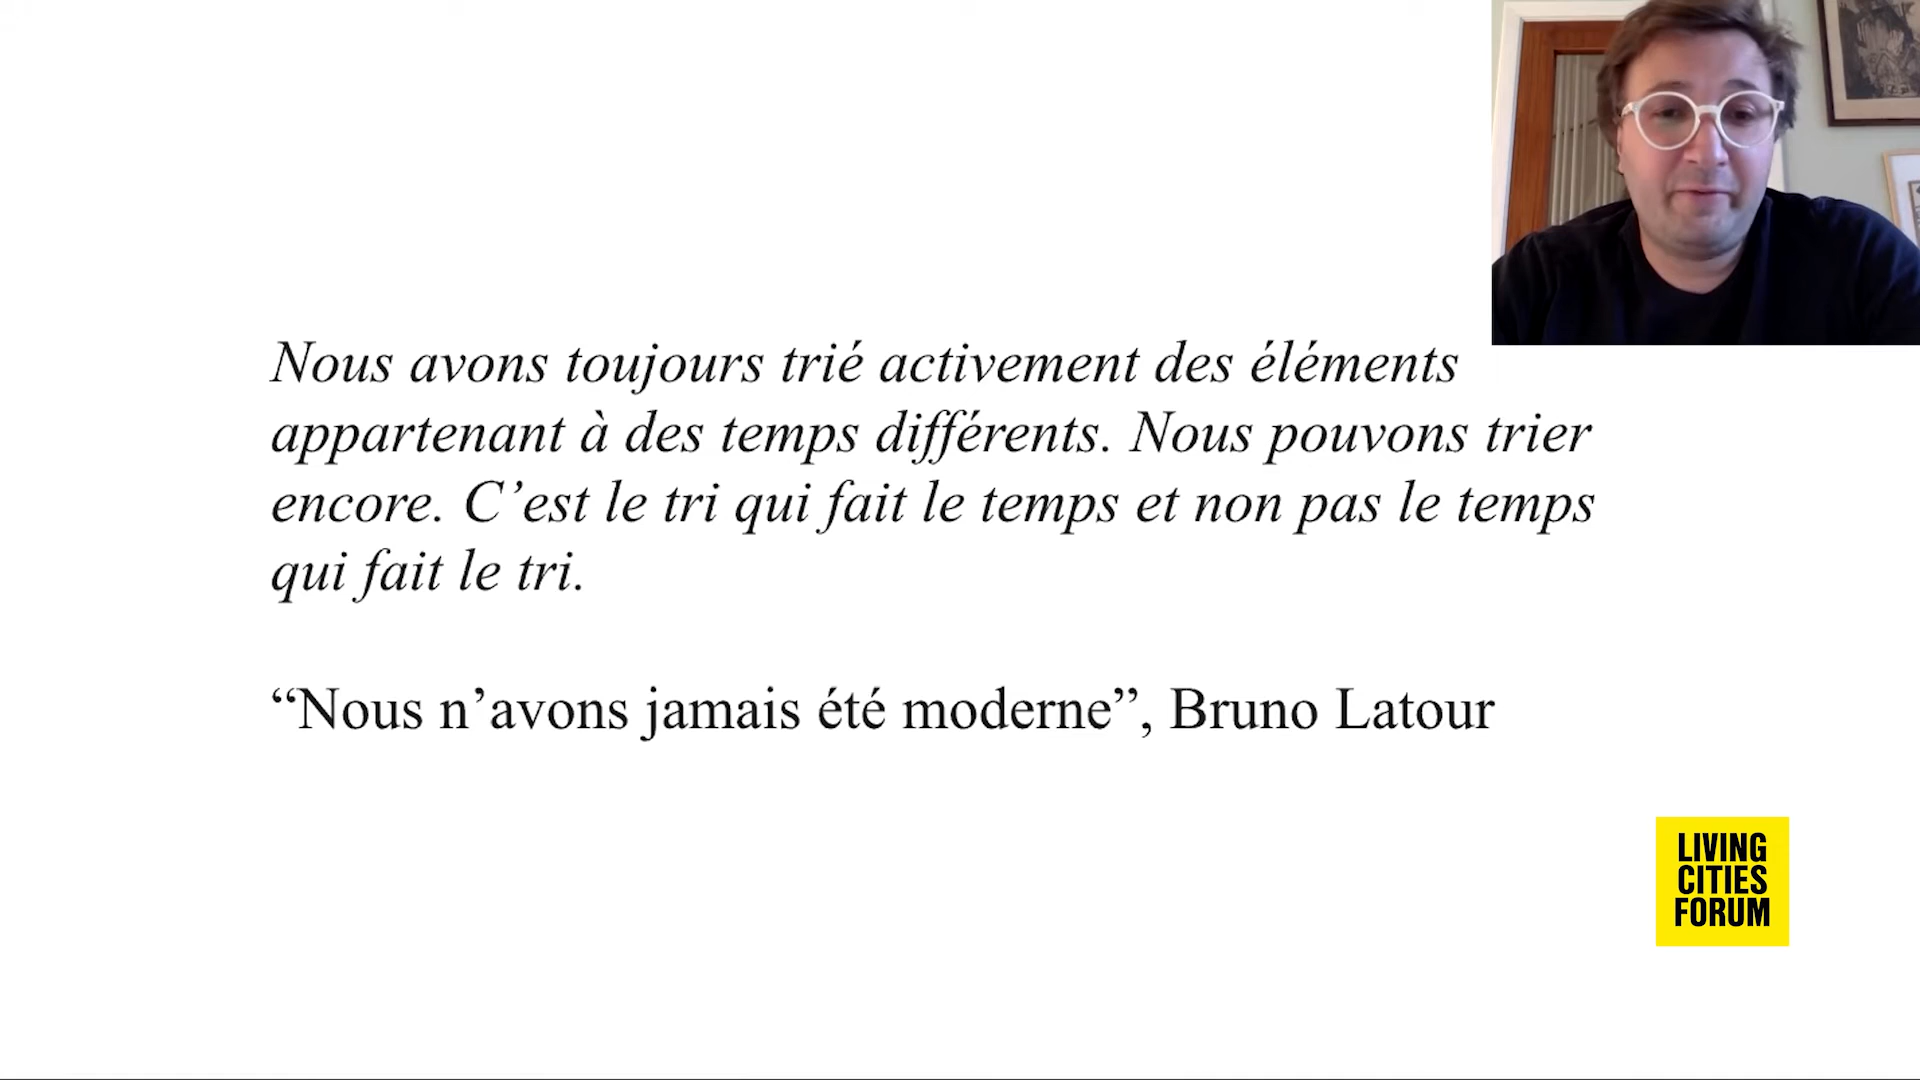 Nous avons toujours trié activement des éléments
appartenant à des temps différents. Nous pouvons trier
encore. C’est le tri qui fait le temps et non pas le temps
qui fait le tri.
“Nous n’avons jamais été moderne”, Bruno Latour
LIVING
CITIES
FORUM